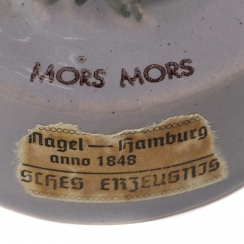 MORS MORS
Nagel — Hamburg
anno 1848
SCHES ERZEUGNIS